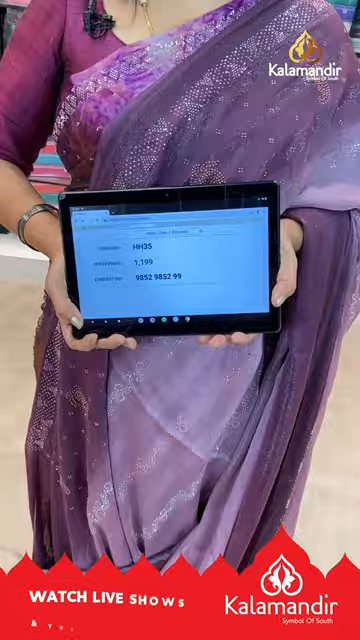 Kalamandir
Symbol Of South
HH35
1,199
9852 9852 99
WATCH LIVE SHOWS
Kalamandir
Symbol Of South
&